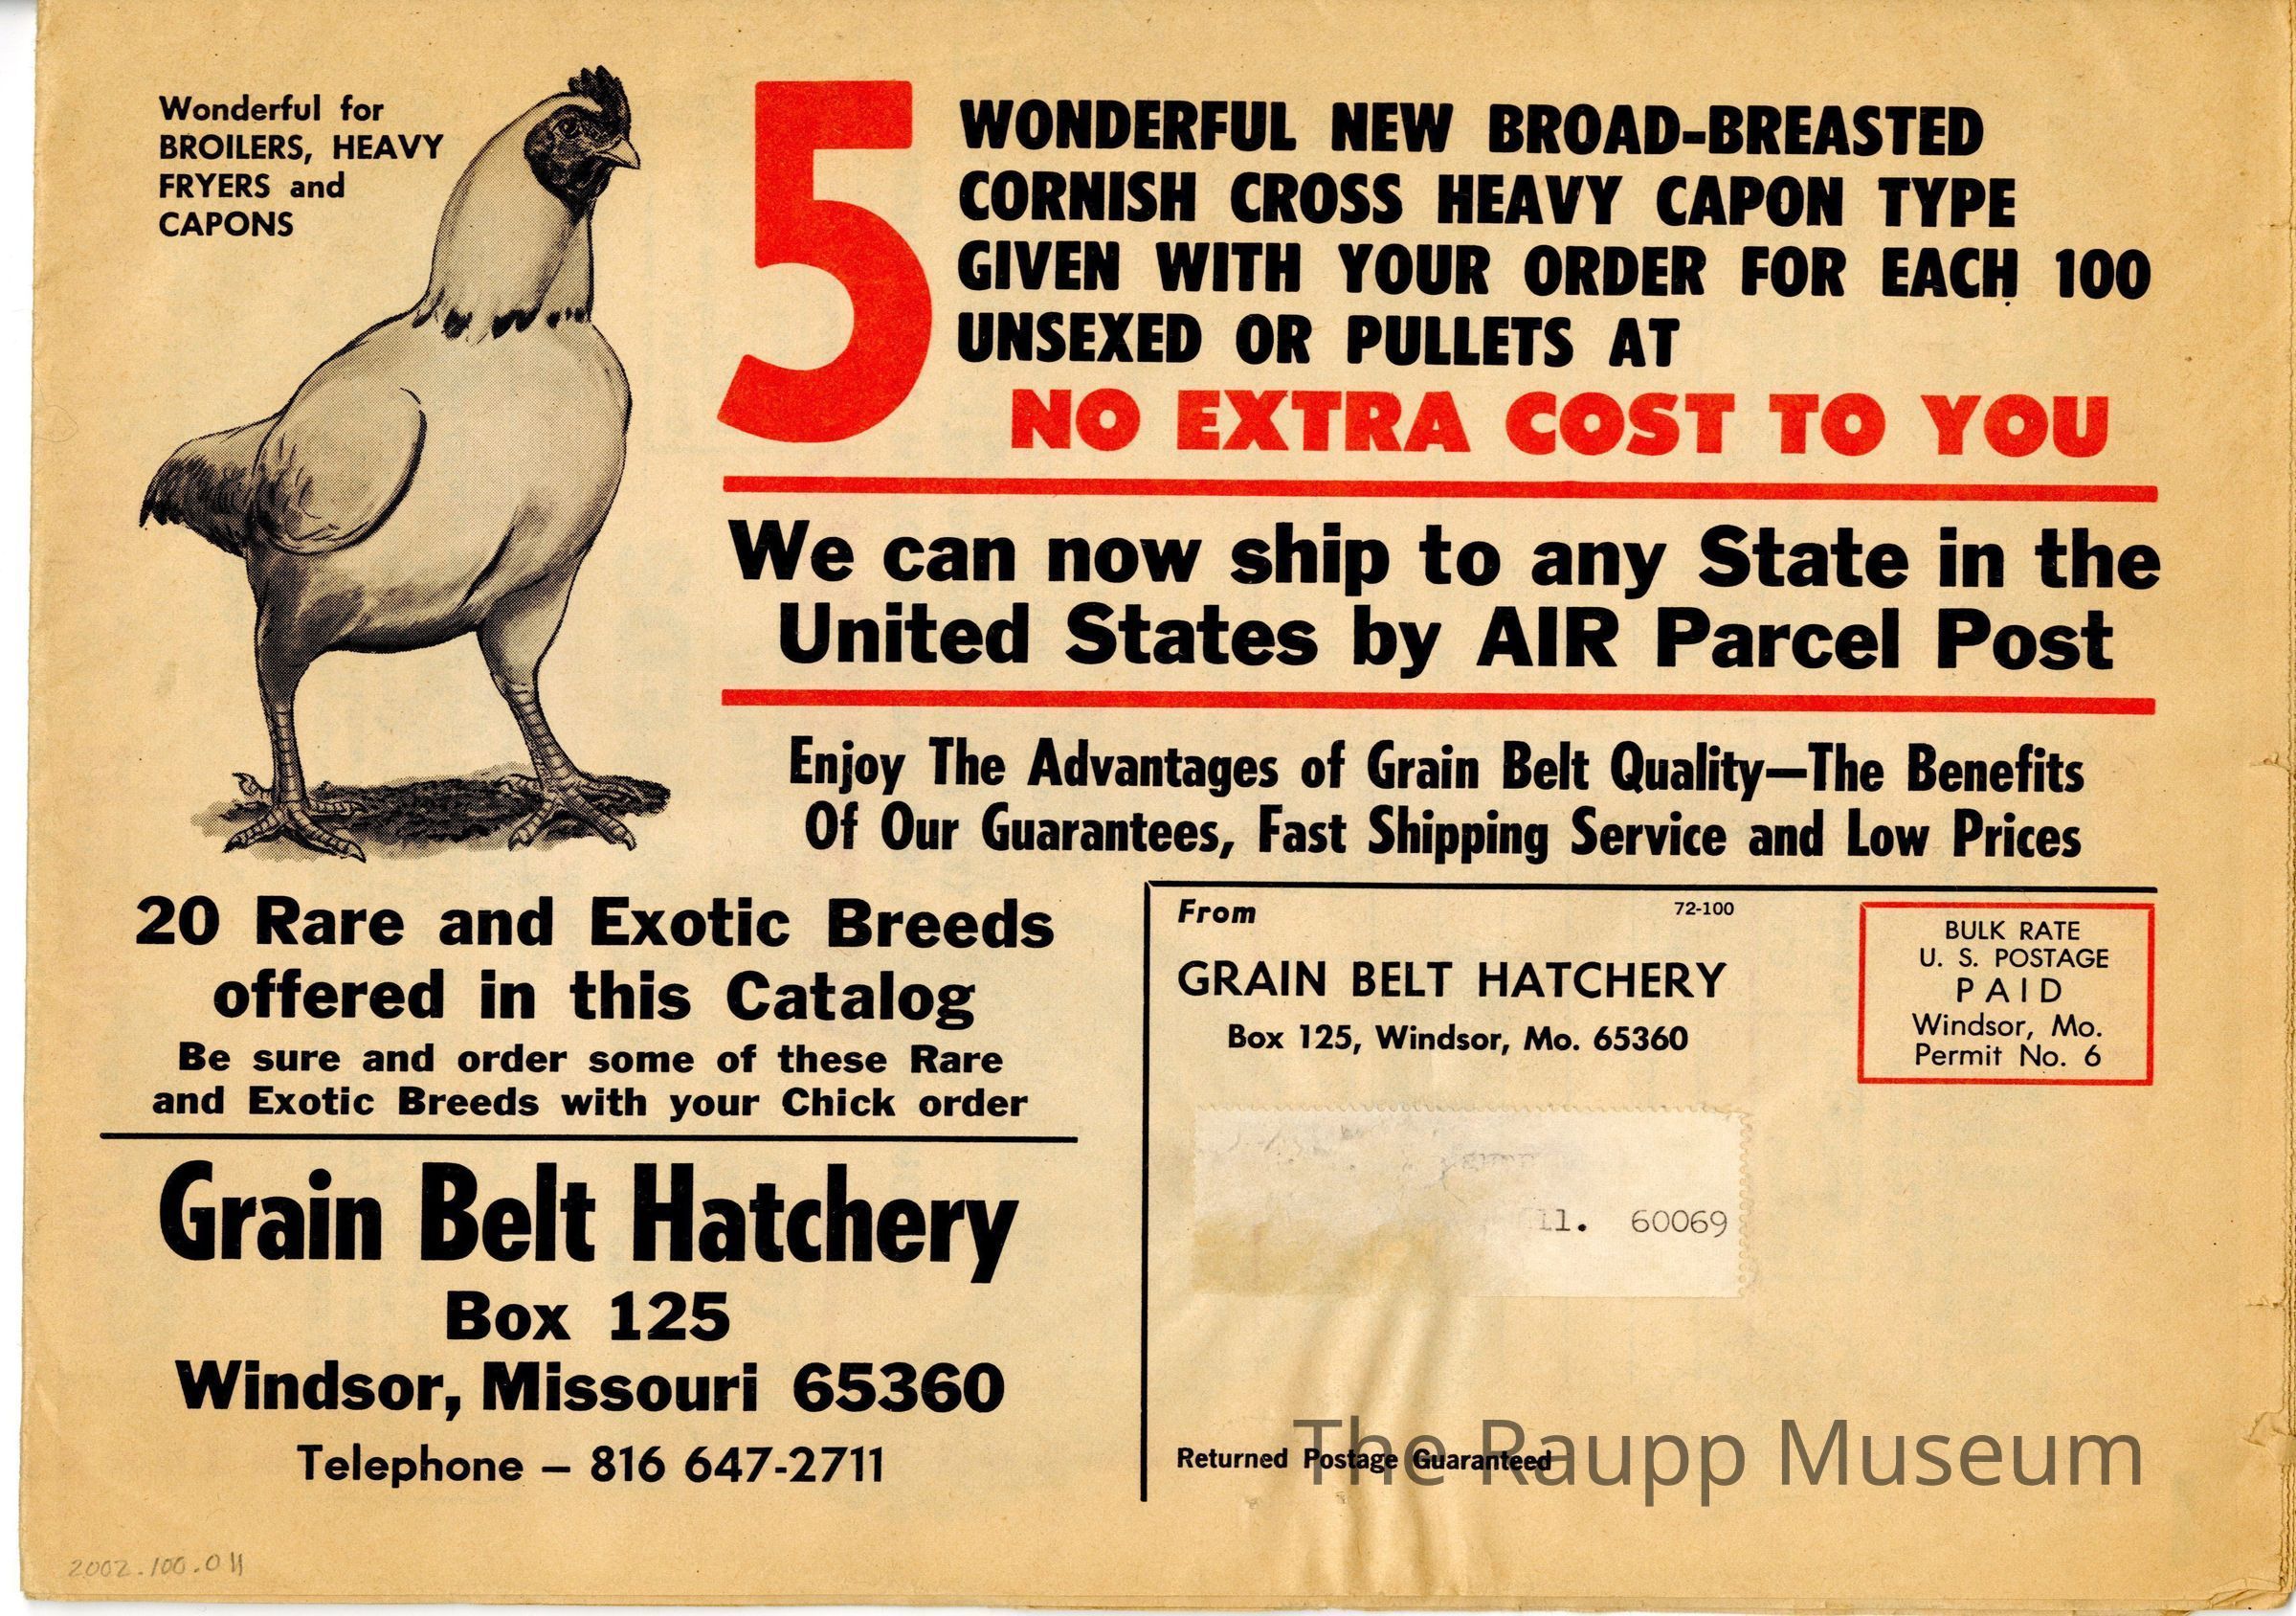 Wonderful for
BROILERS, HEAVY
FRYERS and
CAPONS
5
WONDERFUL NEW BROAD-BREASTED
CORNISH CROSS HEAVY CAPON TYPE
GIVEN WITH YOUR ORDER FOR EACH 100
UNSEXED OR PULLETS AT
NO EXTRA COST TO YOU
We can now ship to any State in the
United States by AIR Parcel Post
Enjoy The Advantages of Grain Belt Quality—The Benefits
Of Our Guarantees, Fast Shipping Service and Low Prices
20 Rare and Exotic Breeds
offered in this Catalog
Be sure and order some of these Rare
and Exotic Breeds with your Chick order
Grain Belt Hatchery
Box 125
Windsor, Missouri 65360
Telephone – 816 647-2711
From 72-100
GRAIN BELT HATCHERY
Box 125, Windsor, Mo. 65360
BULK RATE
U. S. POSTAGE
PAID
Windsor, Mo.
Permit No. 6
ll. 60069
Returned Postage Guaranteed
The Raupp Museum
2002.100.011